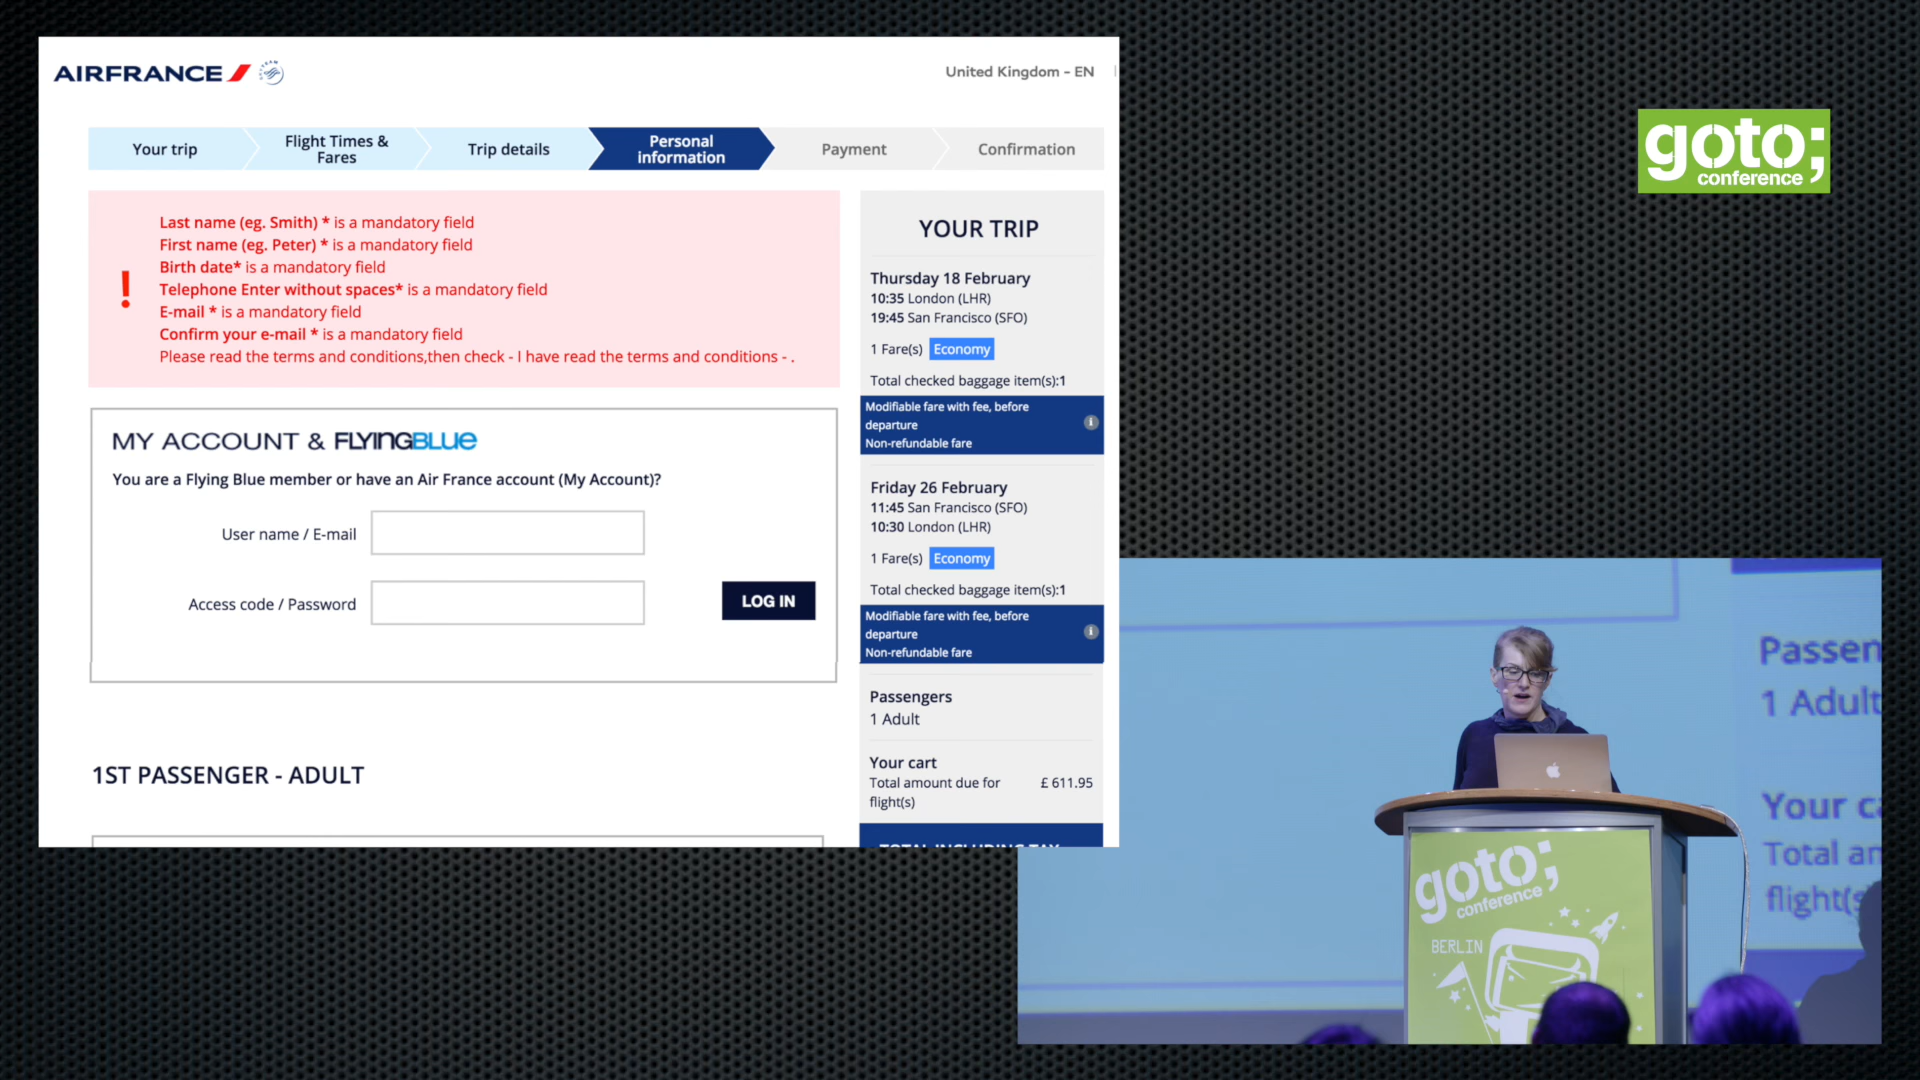 AIRFRANCE
United Kingdom - EN
Your trip
Flight Times &
Fares
Trip details
Personal
information
Payment
Confirmation
Last name (eg. Smith) * is a mandatory field
First name (eg. Peter) * is a mandatory field
Birth date* is a mandatory field
Telephone Enter without spaces* is a mandatory field
E-mail * is a mandatory field
Confirm your e-mail * is a mandatory field
Please read the terms and conditions,then check - I have read the terms and conditions - .
!
MY ACCOUNT & FLYINGBLUE
You are a Flying Blue member or have an Air France account (My Account)?
User name / E-mail
Access code / Password
LOG IN
1ST PASSENGER - ADULT
YOUR TRIP
Thursday 18 February
10:35 London (LHR)
19:45 San Francisco (SFO)
1 Fare(s) Economy
Total checked baggage item(s):1
Modifiable fare with fee, before
departure
Non-refundable fare
Friday 26 February
11:45 San Francisco (SFO)
10:30 London (LHR)
1 Fare(s) Economy
Total checked baggage item(s):1
Modifiable fare with fee, before
departure
Non-refundable fare
Passengers
1 Adult
Your cart
Total amount due for £ 611.95
flight(s)
TOTAL INCLUDING TAX
goto;
conference
Passen
1 Adult
Your ca
Total an
flight(s
goto;
conference
BERLIN